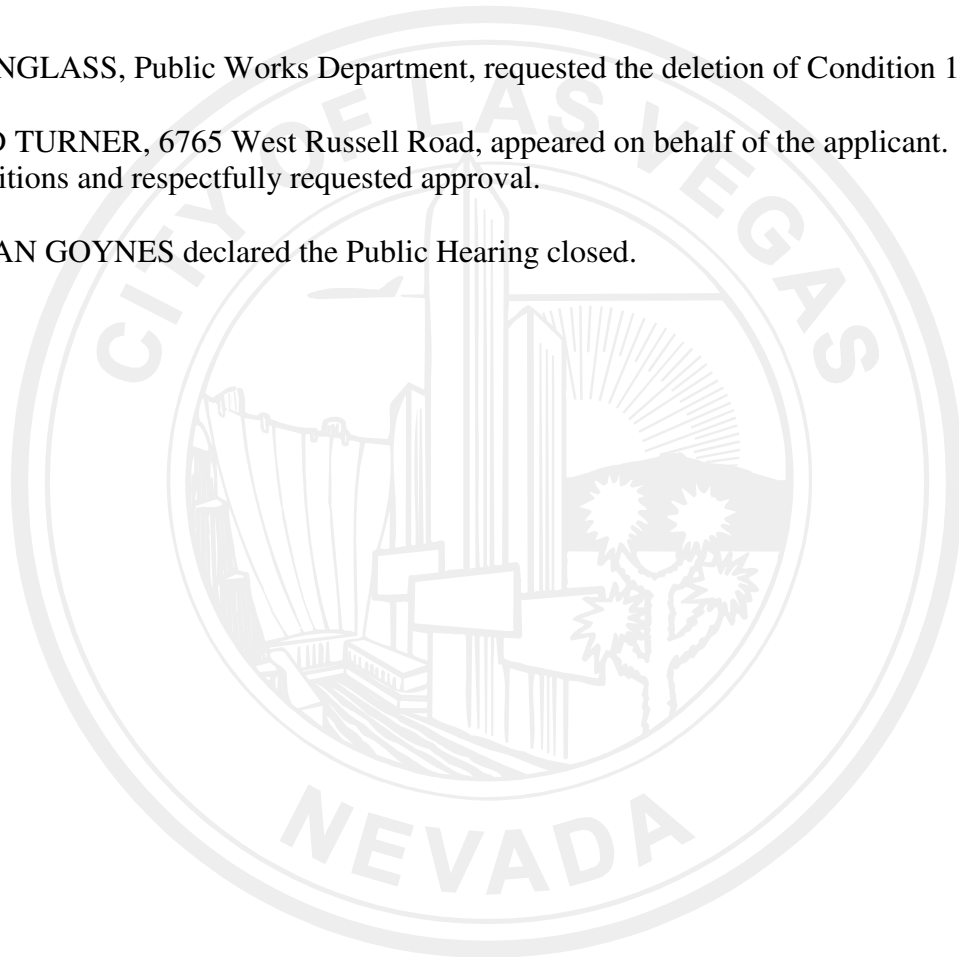 NGLASS, Public Works Department, requested the deletion of Condition 1
D TURNER, 6765 West Russell Road, appeared on behalf of the applicant.
itions and respectfully requested approval.
AN GOYNES declared the Public Hearing closed.
CITY OF LAS VEGAS
NEVADA